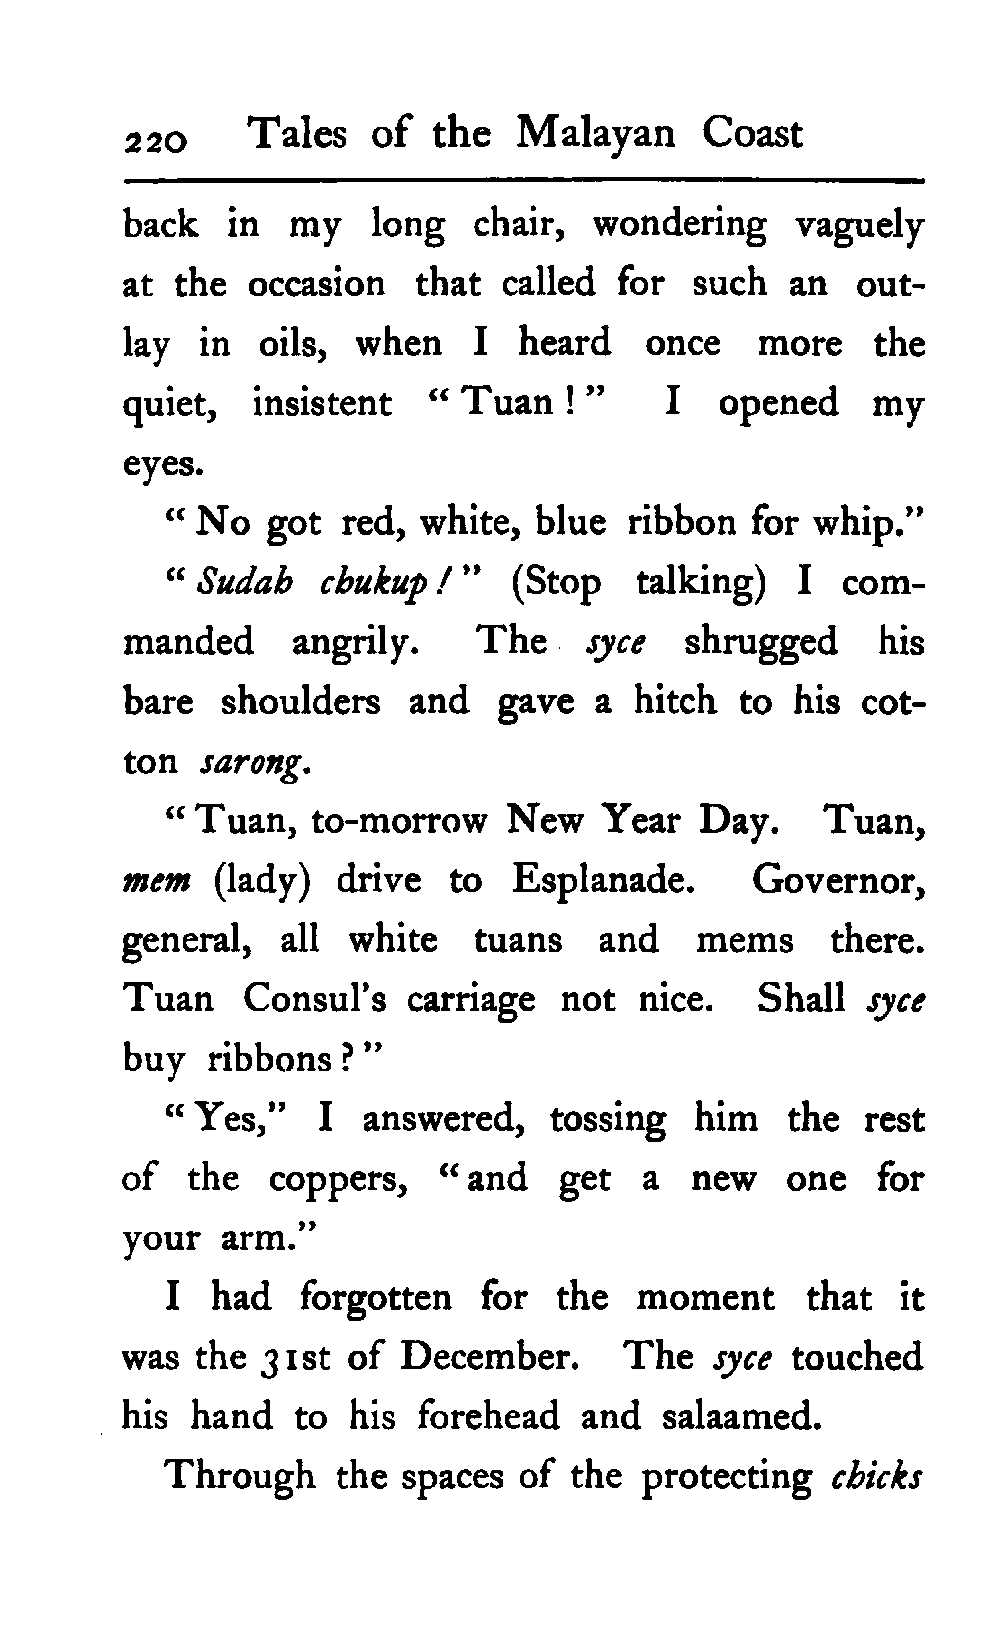 220 Tales of the Malayan Coast
back in my long chair, wondering vaguely
at the occasion that called for such an out-
lay in oils, when I heard once more the
quiet, insistent “ Tuan ! ” I opened my
eyes.
“ No got red, white, blue ribbon for whip.”
“ Sudah chukup ! ” (Stop talking) I com-
manded angrily. The syce shrugged his
bare shoulders and gave a hitch to his cot-
ton sarong.
“ Tuan, to-morrow New Year Day. Tuan,
mem (lady) drive to Esplanade. Governor,
general, all white tuans and mems there.
Tuan Consul’s carriage not nice. Shall syce
buy ribbons ? ”
“ Yes,” I answered, tossing him the rest
of the coppers, “ and get a new one for
your arm.”
I had forgotten for the moment that it
was the 31st of December. The syce touched
his hand to his forehead and salaamed.
Through the spaces of the protecting chicks